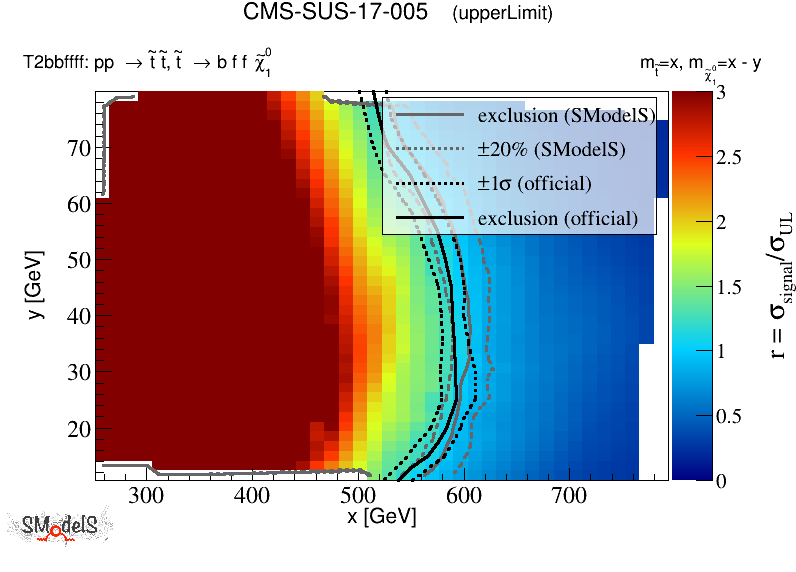 CMS-SUS-17-005 (upperLimit)
T2bbffff: pp → t̃ t̃, t̃ → b f f χ̃⁰₁
m_t̃=x, m_χ̃⁰₁=x - y
exclusion (SModelS)
±20% (SModelS)
±1σ (official)
exclusion (official)
y [GeV]
70
60
50
40
30
20
300 400 500 600 700
x [GeV]
3
2.5
2
1.5
1
0.5
0
r = σ_signal/σ_UL
SModelS